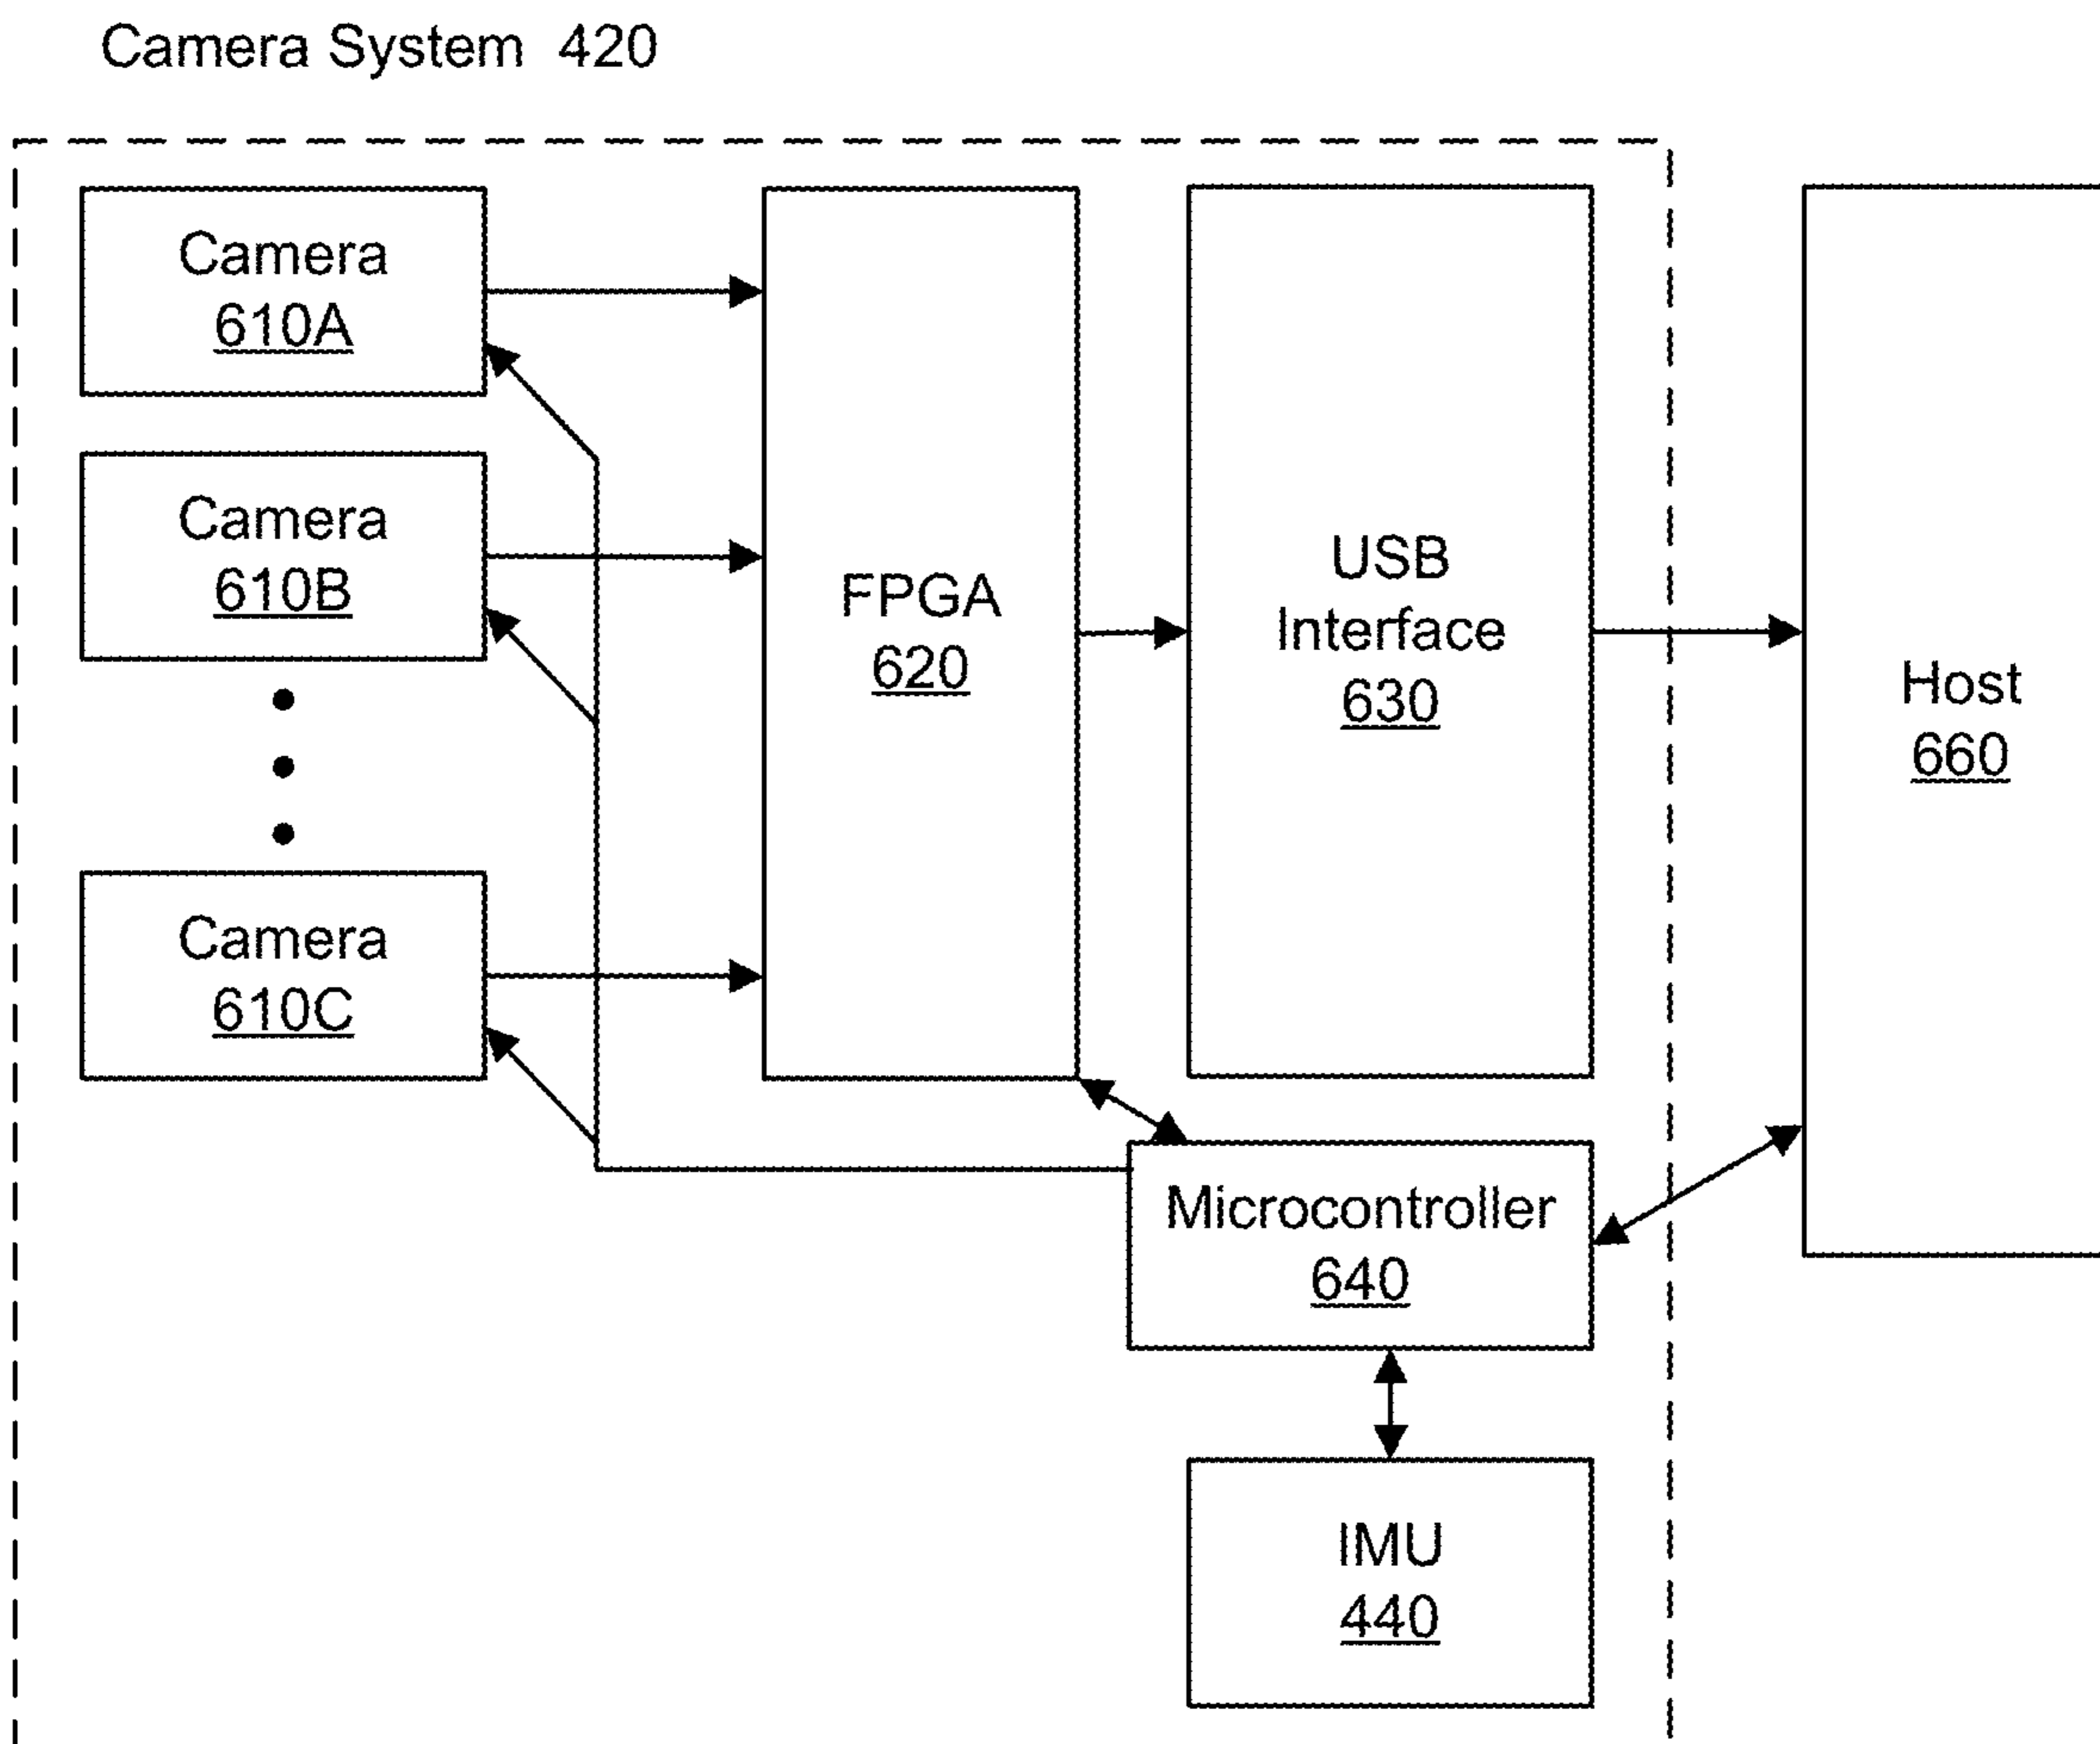 Camera System 420
Camera
610A
Camera
610B
Camera
610C
FPGA
620
USB
Interface
630
Host
660
Microcontroller
640
IMU
440